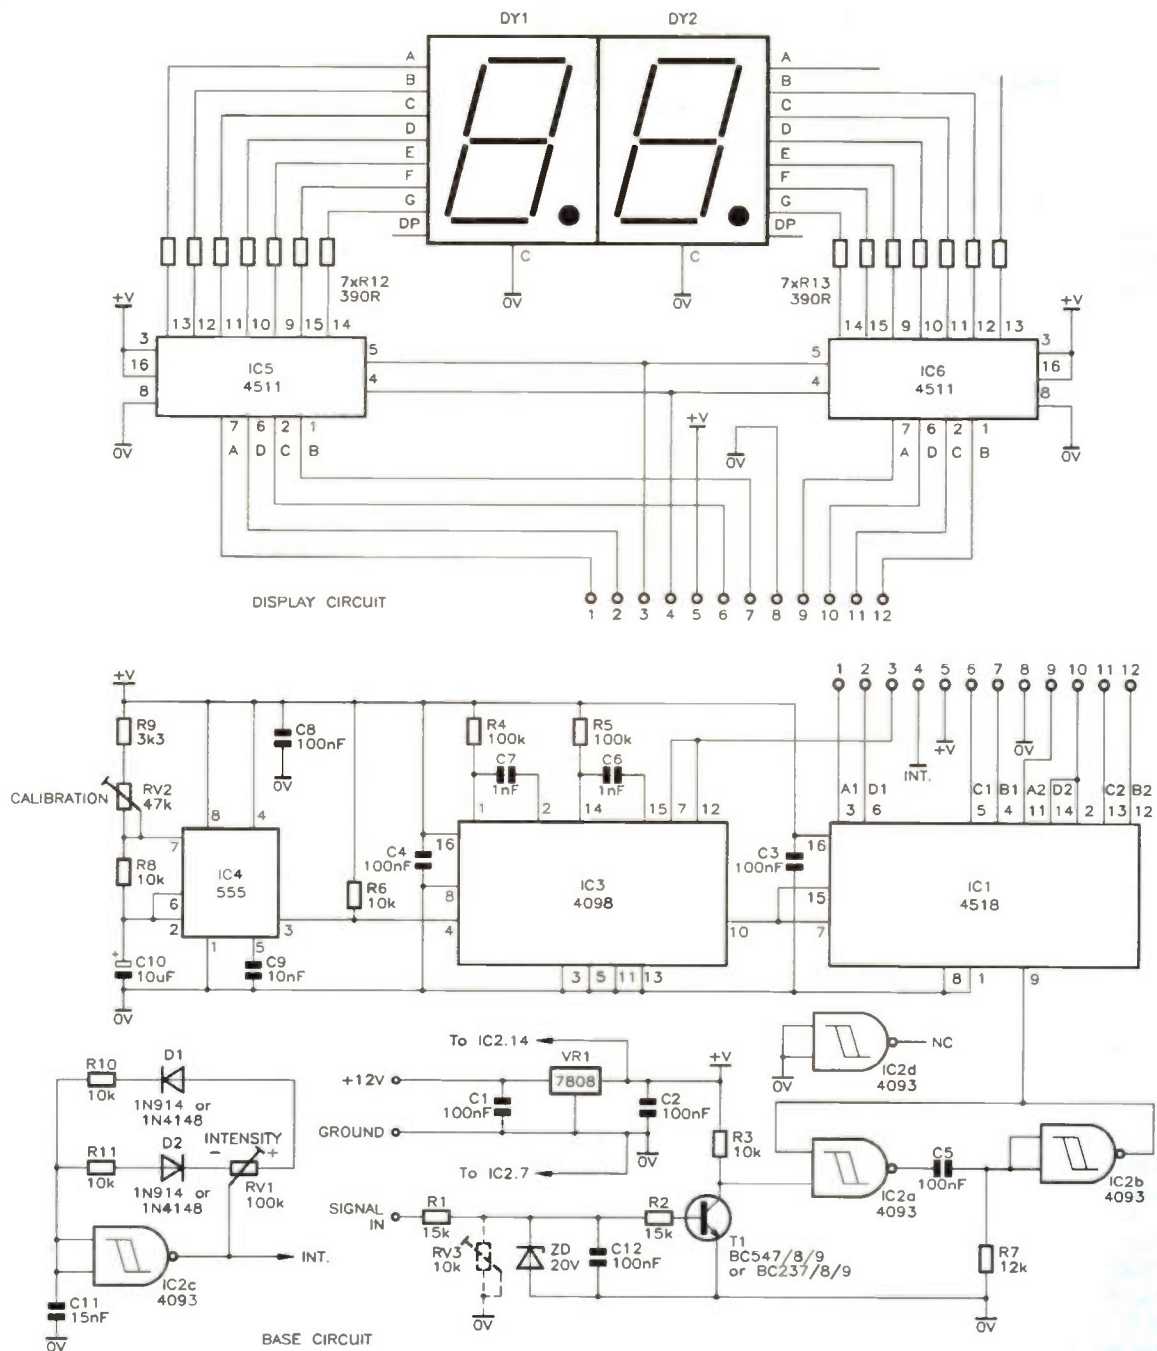 DY1 DY2
A A
B B
C C
D D
E E
F F
G G
DP DP
C C
7xR12
390R
0V 0V
7xR13
390R
+V +V
13 12 11 10 9 15 14
14 15 9 10 11 12 13
3
16
8
IC5
4511
5
4
5
4
IC6
4511
3
16
8
0V
7 6 2 1
A D C B
+V
0V
7 6 2 1
A D C B
0V
DISPLAY CIRCUIT
1 2 3 4 5 6 7 8 9 10 11 12
1 2 3 4 5 6 7 8 9 10 11 12
+V
R9
3k3
C8
100nF
0V
R4
100k
R5
100k
C7
1nF
C6
1nF
INT.
+V
0V
CALIBRATION
RV2
47k
A1 D1 C1 B1 A2 D2 C2 B2
3 6 5 4 11 14 2 13 12
8 4
1 2 14 15 7 12
7
R8
10k
6
2
IC4
555
3
1 5
C10
10uF
+
C9
10nF
0V
R6
10k
C4
100nF
16
8
4
IC3
4098
10
3 5 11 13
C3
100nF
16
15
7
IC1
4518
8 1 9
R10
10k
D1
1N914 or
1N4148
R11
10k
D2
1N914 or
1N4148
INTENSITY
- +
RV1
100k
IC2c
4093
INT.
C11
15nF
0V
BASE CIRCUIT
To IC2.14
+12V
VR1
7808
+V
C1
100nF
C2
100nF
GROUND
0V
To IC2.7
R3
10k
SIGNAL
IN
R1
15k
RV3
10k
0V
ZD
20V
C12
100nF
R2
15k
T1
BC547/8/9
or BC237/8/9
0V
NC
IC2d
4093
IC2a
4093
C5
100nF
IC2b
4093
R7
12k
0V